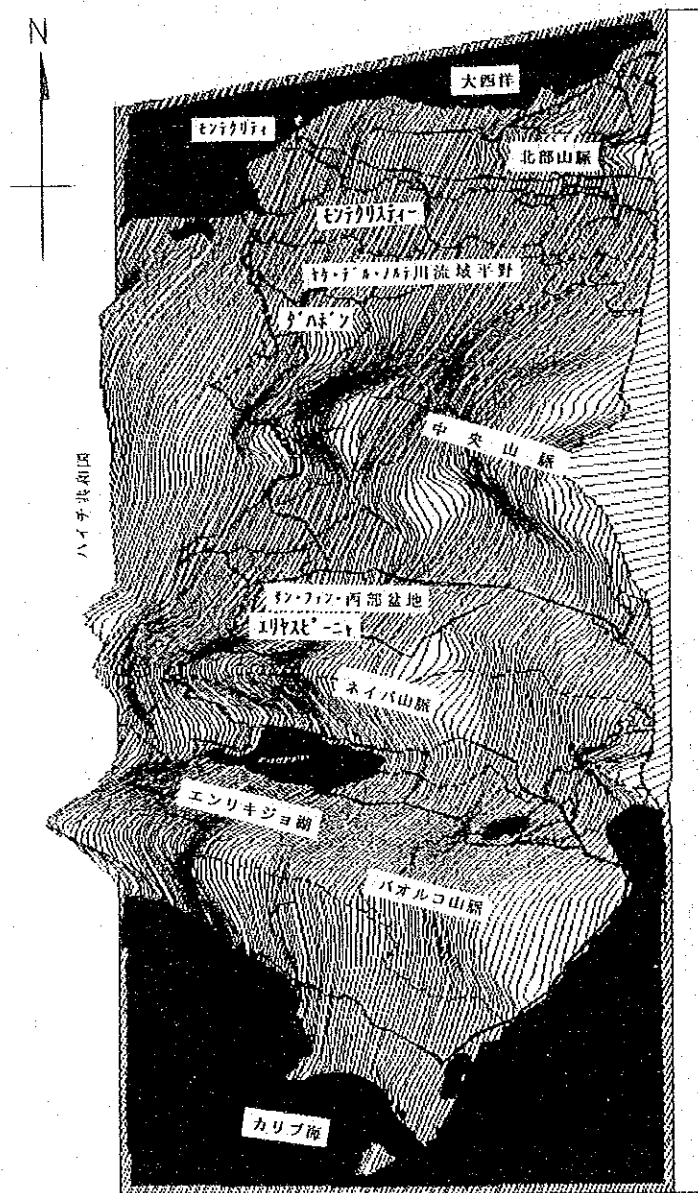 N
大西洋
モンテクリティ
北部山脈
モンテクリスティー
ヤケ・デル・ノルテ川流域平野
ダハボン
中央山脈
ハイチ共和国
サン・ファン・西部盆地
エリヤスピーニャ
ネイバ山脈
エンリキジョ湖
バオルコ山脈
カリブ海